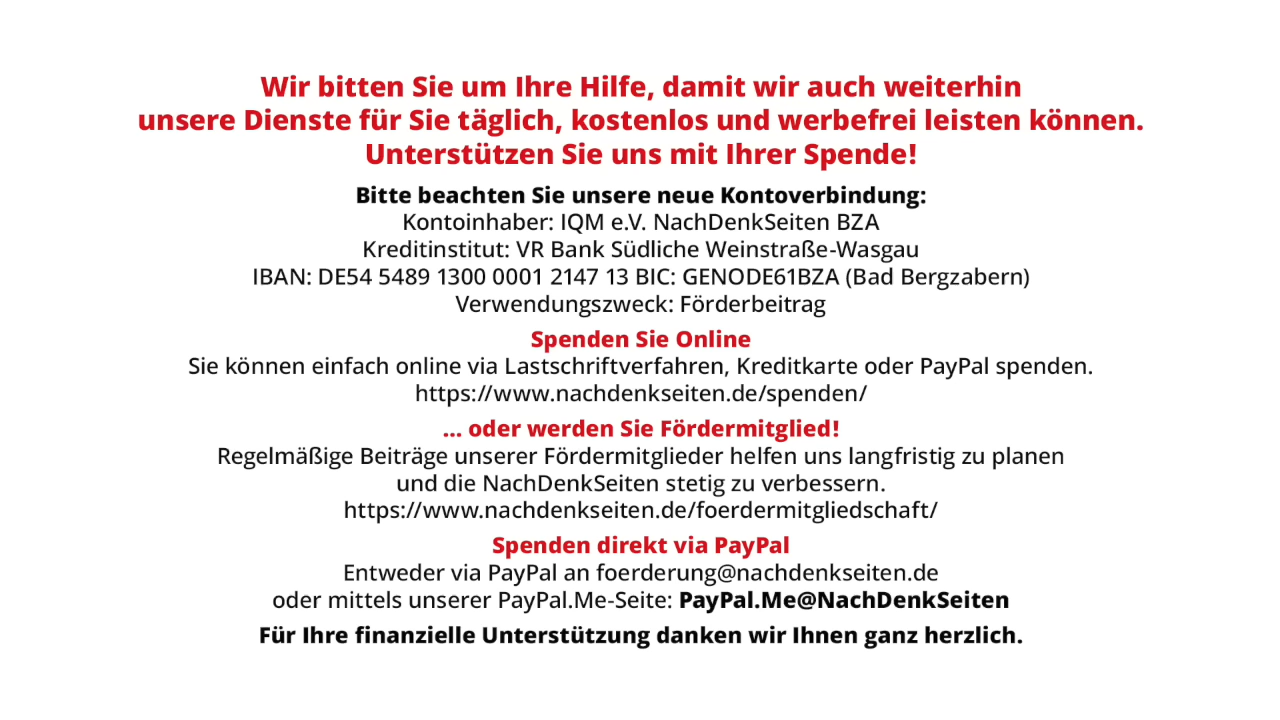 Wir bitten Sie um Ihre Hilfe, damit wir auch weiterhin
unsere Dienste für Sie täglich, kostenlos und werbefrei leisten können.
Unterstützen Sie uns mit Ihrer Spende!
Bitte beachten Sie unsere neue Kontoverbindung:
Kontoinhaber: IQM e.V. NachDenkSeiten BZA
Kreditinstitut: VR Bank Südliche Weinstraße-Wasgau
IBAN: DE54 5489 1300 0001 2147 13 BIC: GENODE61BZA (Bad Bergzabern)
Verwendungszweck: Förderbeitrag
Spenden Sie Online
Sie können einfach online via Lastschriftverfahren, Kreditkarte oder PayPal spenden.
https://www.nachdenkseiten.de/spenden/
... oder werden Sie Fördermitglied!
Regelmäßige Beiträge unserer Fördermitglieder helfen uns langfristig zu planen
und die NachDenkSeiten stetig zu verbessern.
https://www.nachdenkseiten.de/foerdermitgliedschaft/
Spenden direkt via PayPal
Entweder via PayPal an foerderung@nachdenkseiten.de
oder mittels unserer PayPal.Me-Seite: PayPal.Me@NachDenkSeiten
Für Ihre finanzielle Unterstützung danken wir Ihnen ganz herzlich.